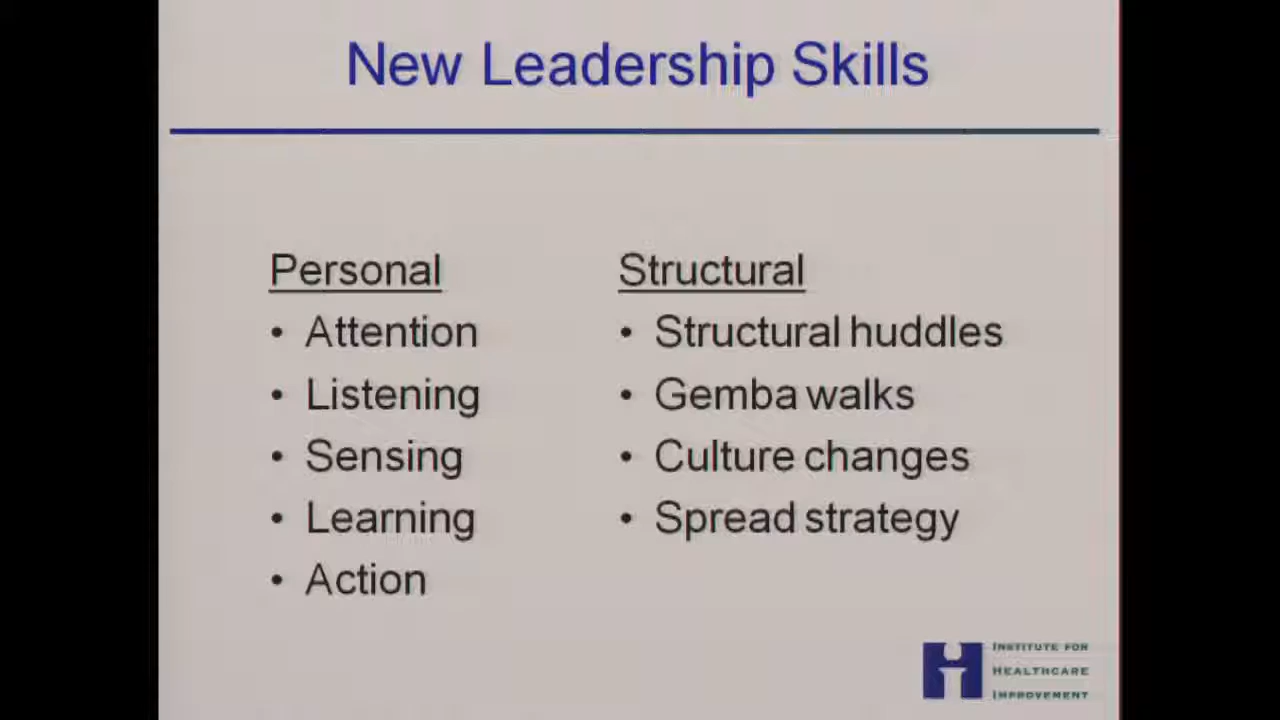 New Leadership Skills
Personal
• Attention
• Listening
• Sensing
• Learning
• Action
Structural
• Structural huddles
• Gemba walks
• Culture changes
• Spread strategy
INSTITUTE FOR
HEALTHCARE
IMPROVEMENT